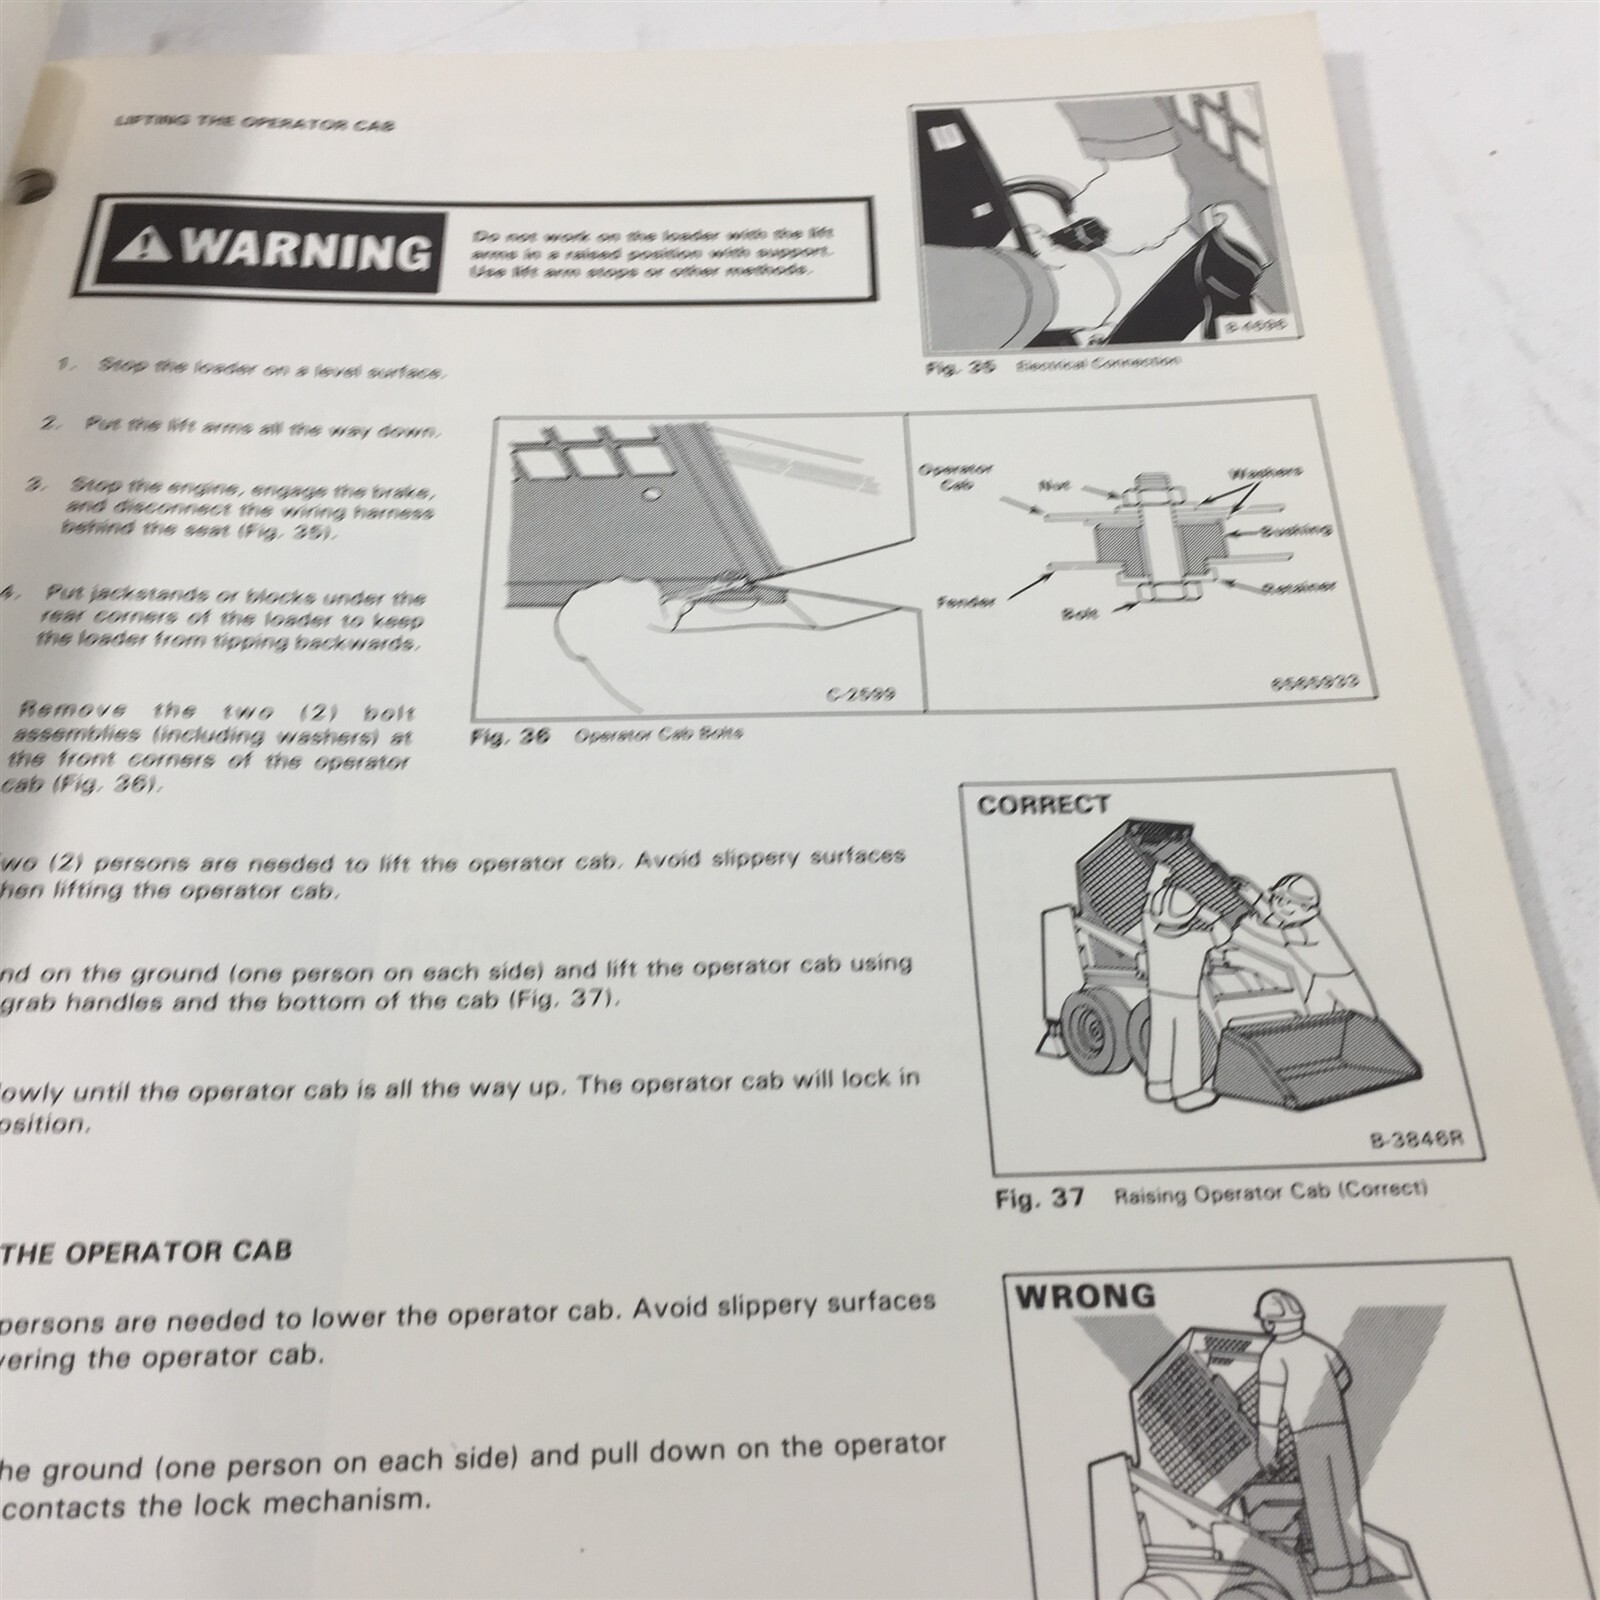 LIFTING THE OPERATOR CAB
WARNING
Do not work on the loader with the lift
arms in a raised position with support.
Use lift arm stops or other methods.
B-4696
Fig. 35 Electrical Connection
1. Stop the loader on a level surface.
2. Put the lift arms all the way down.
3. Stop the engine, engage the brake,
and disconnect the wiring harness
behind the seat (Fig. 35).
4. Put jackstands or blocks under the
rear corners of the loader to keep
the loader from tipping backwards.
Remove the two (2) bolt
assemblies (including washers) at
the front corners of the operator
cab (Fig. 36).
Operator
Cab
Nut
Washers
Bushing
Fender
Bolt
Retainer
C-2599
6565933
Fig. 36 Operator Cab Bolts
wo (2) persons are needed to lift the operator cab. Avoid slippery surfaces
hen lifting the operator cab.
nd on the ground (one person on each side) and lift the operator cab using
grab handles and the bottom of the cab (Fig. 37).
lowly until the operator cab is all the way up. The operator cab will lock in
osition.
CORRECT
B-3846R
Fig. 37 Raising Operator Cab (Correct)
THE OPERATOR CAB
persons are needed to lower the operator cab. Avoid slippery surfaces
vering the operator cab.
he ground (one person on each side) and pull down on the operator
contacts the lock mechanism.
WRONG